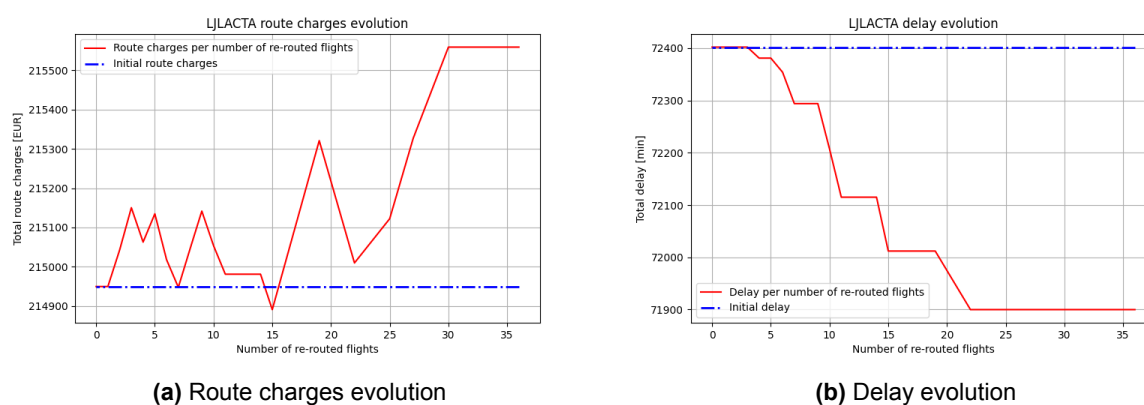 LJLACTA route charges evolution
Total route charges [EUR]
215500
215400
215300
215200
215100
215000
214900
Route charges per number of re-routed flights
Initial route charges
0 5 10 15 20 25 30 35
Number of re-routed flights
(a) Route charges evolution
LJLACTA delay evolution
Total delay [min]
72400
72300
72200
72100
72000
71900
Delay per number of re-routed flights
Initial delay
0 5 10 15 20 25 30 35
Number of re-routed flights
(b) Delay evolution